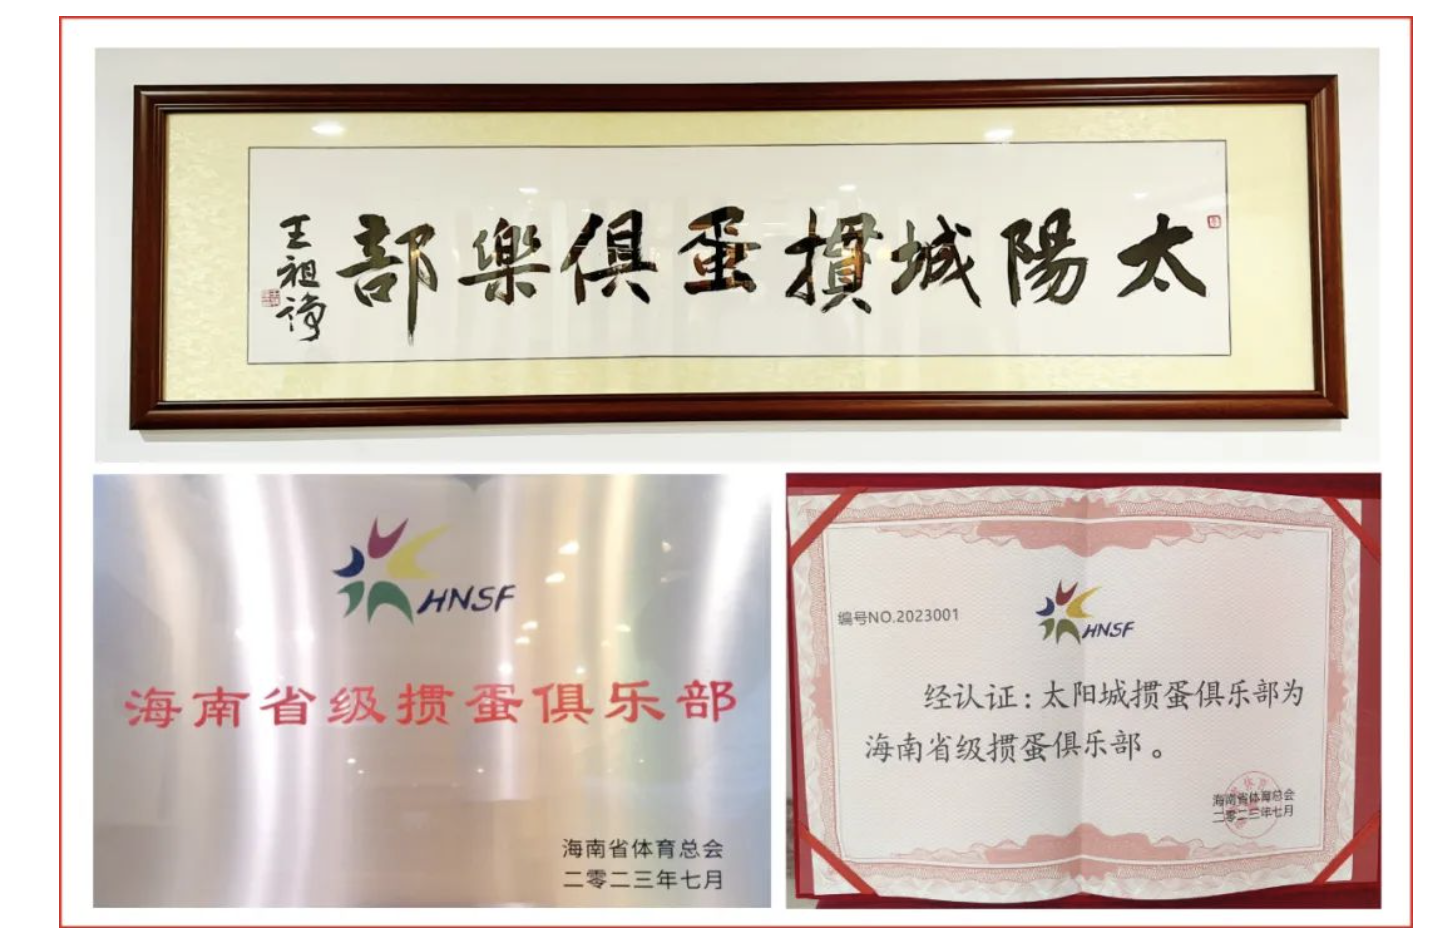 太陽城掼蛋俱樂部
王祖
HNSF
海南省级掼蛋俱乐部
海南省体育总会
二零二三年七月
编号NO.2023001
HNSF
经认证：太阳城掼蛋俱乐部为
海南省级掼蛋俱乐部。
海南省体育总会
二零二三年七月